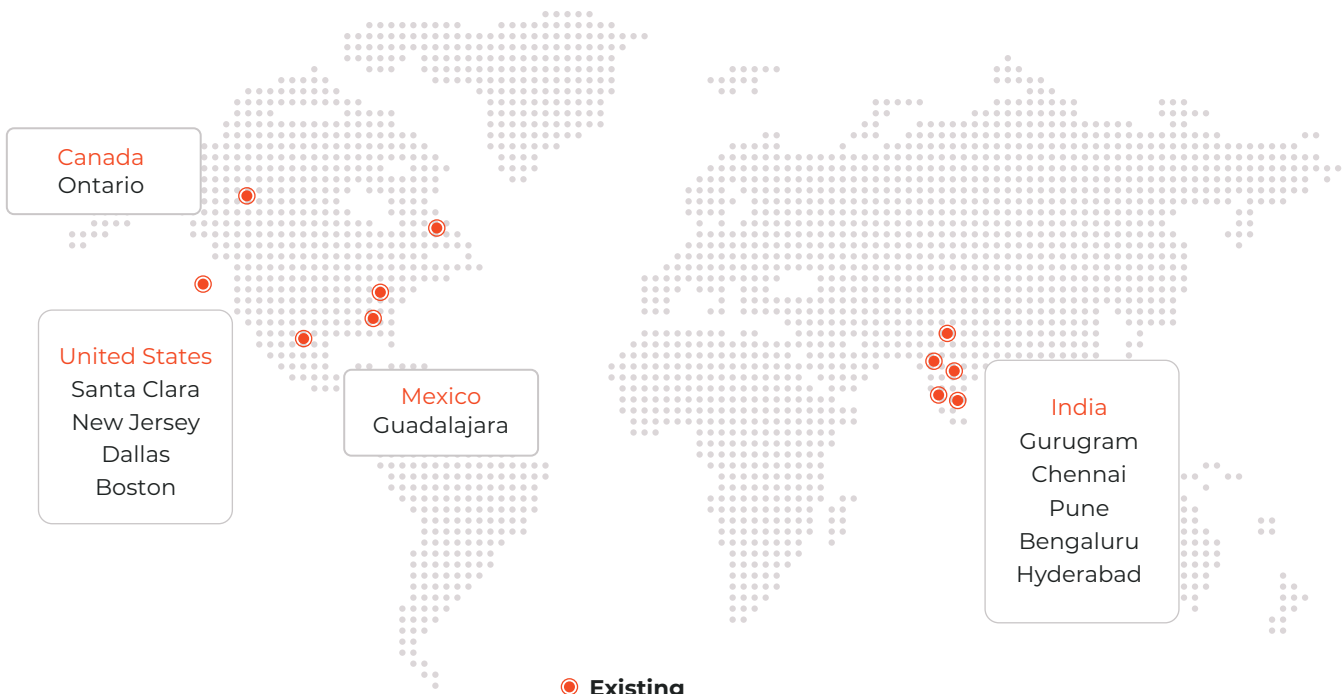 Canada
Ontario
United States
Santa Clara
New Jersey
Dallas
Boston
Mexico
Guadalajara
India
Gurugram
Chennai
Pune
Bengaluru
Hyderabad
Existing